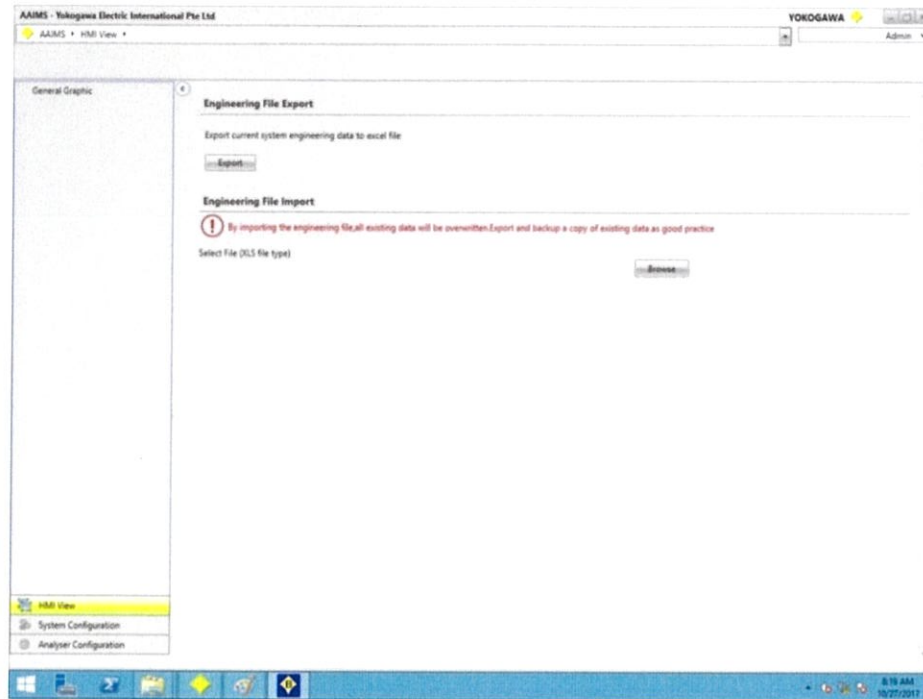 AAIMS - Yokogawa Electric International Pte Ltd
YOKOGAWA
AAIMS HMI View
Admin
General Graphic
Engineering File Export
Export current system engineering data to excel file
Export
Engineering File Import
! By importing the engineering file,all existing data will be overwritten.Export and backup a copy of existing data as good practice
Select File (XLS file type)
Browse
HMI View
System Configuration
Analyser Configuration
8:19 AM